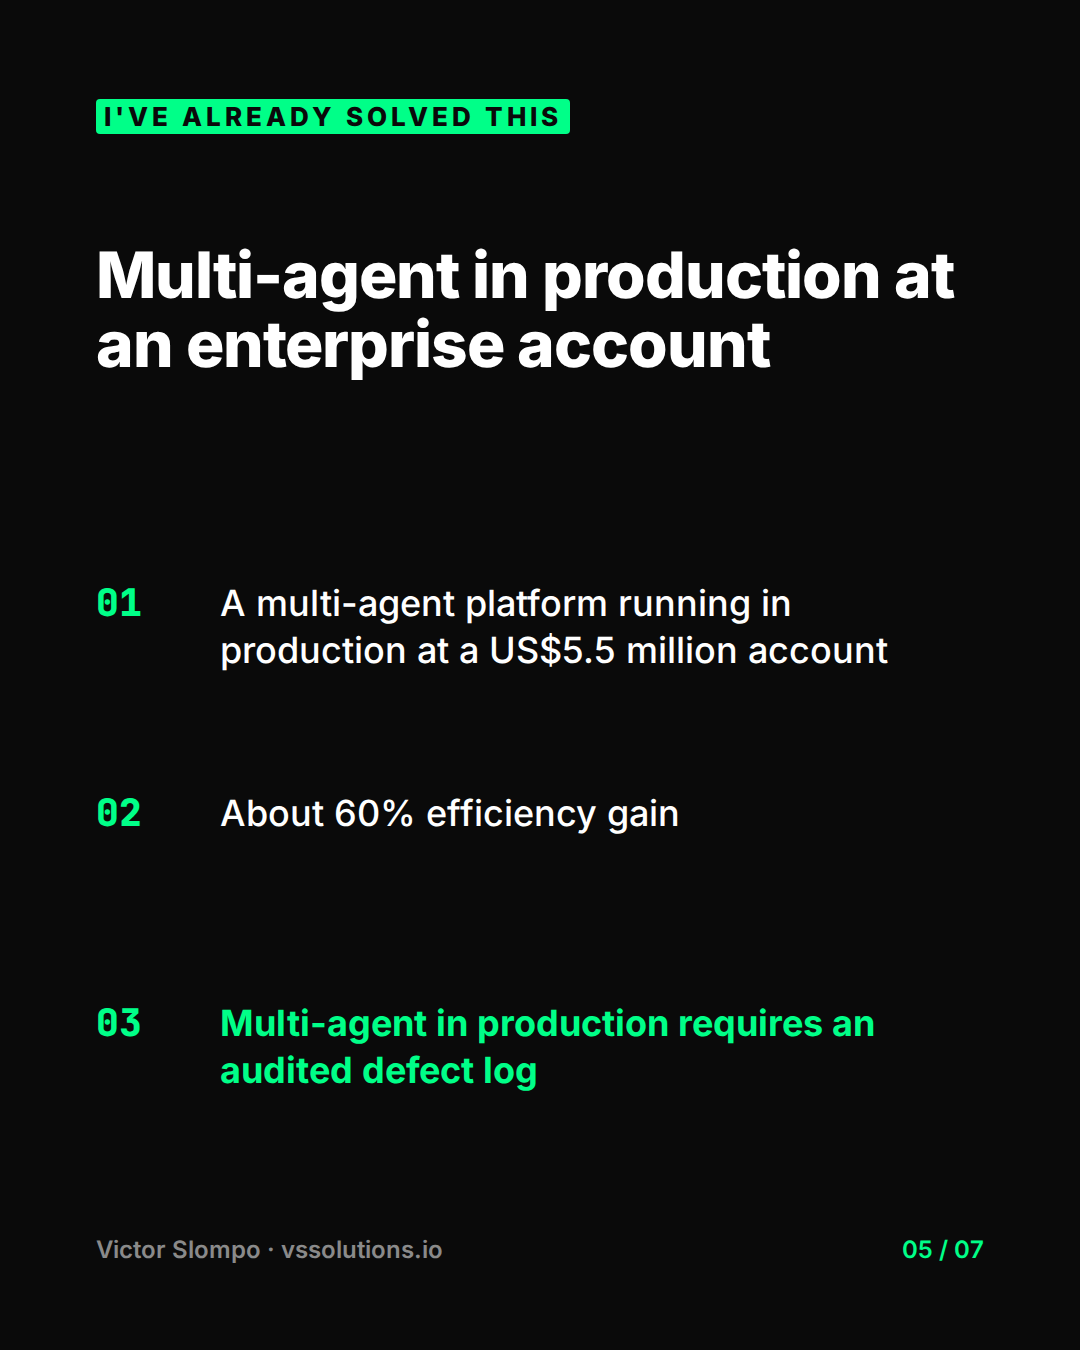 I'VE ALREADY SOLVED THIS
Multi-agent in production at
an enterprise account
01
A multi-agent platform running in
production at a US$5.5 million account
02
About 60% efficiency gain
03
Multi-agent in production requires an
audited defect log
Victor Slompo · vssolutions.io
05 / 07